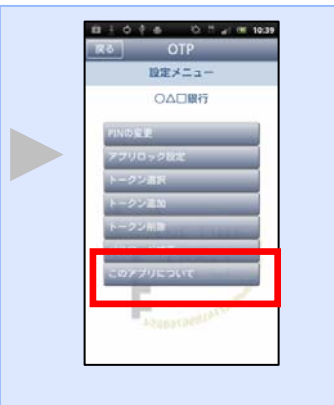 10:39
戻る
OTP
設定メニュー
○△□銀行
PINの変更
アプリロック設定
トークン選択
トークン追加
トークン削除
このアプリについて